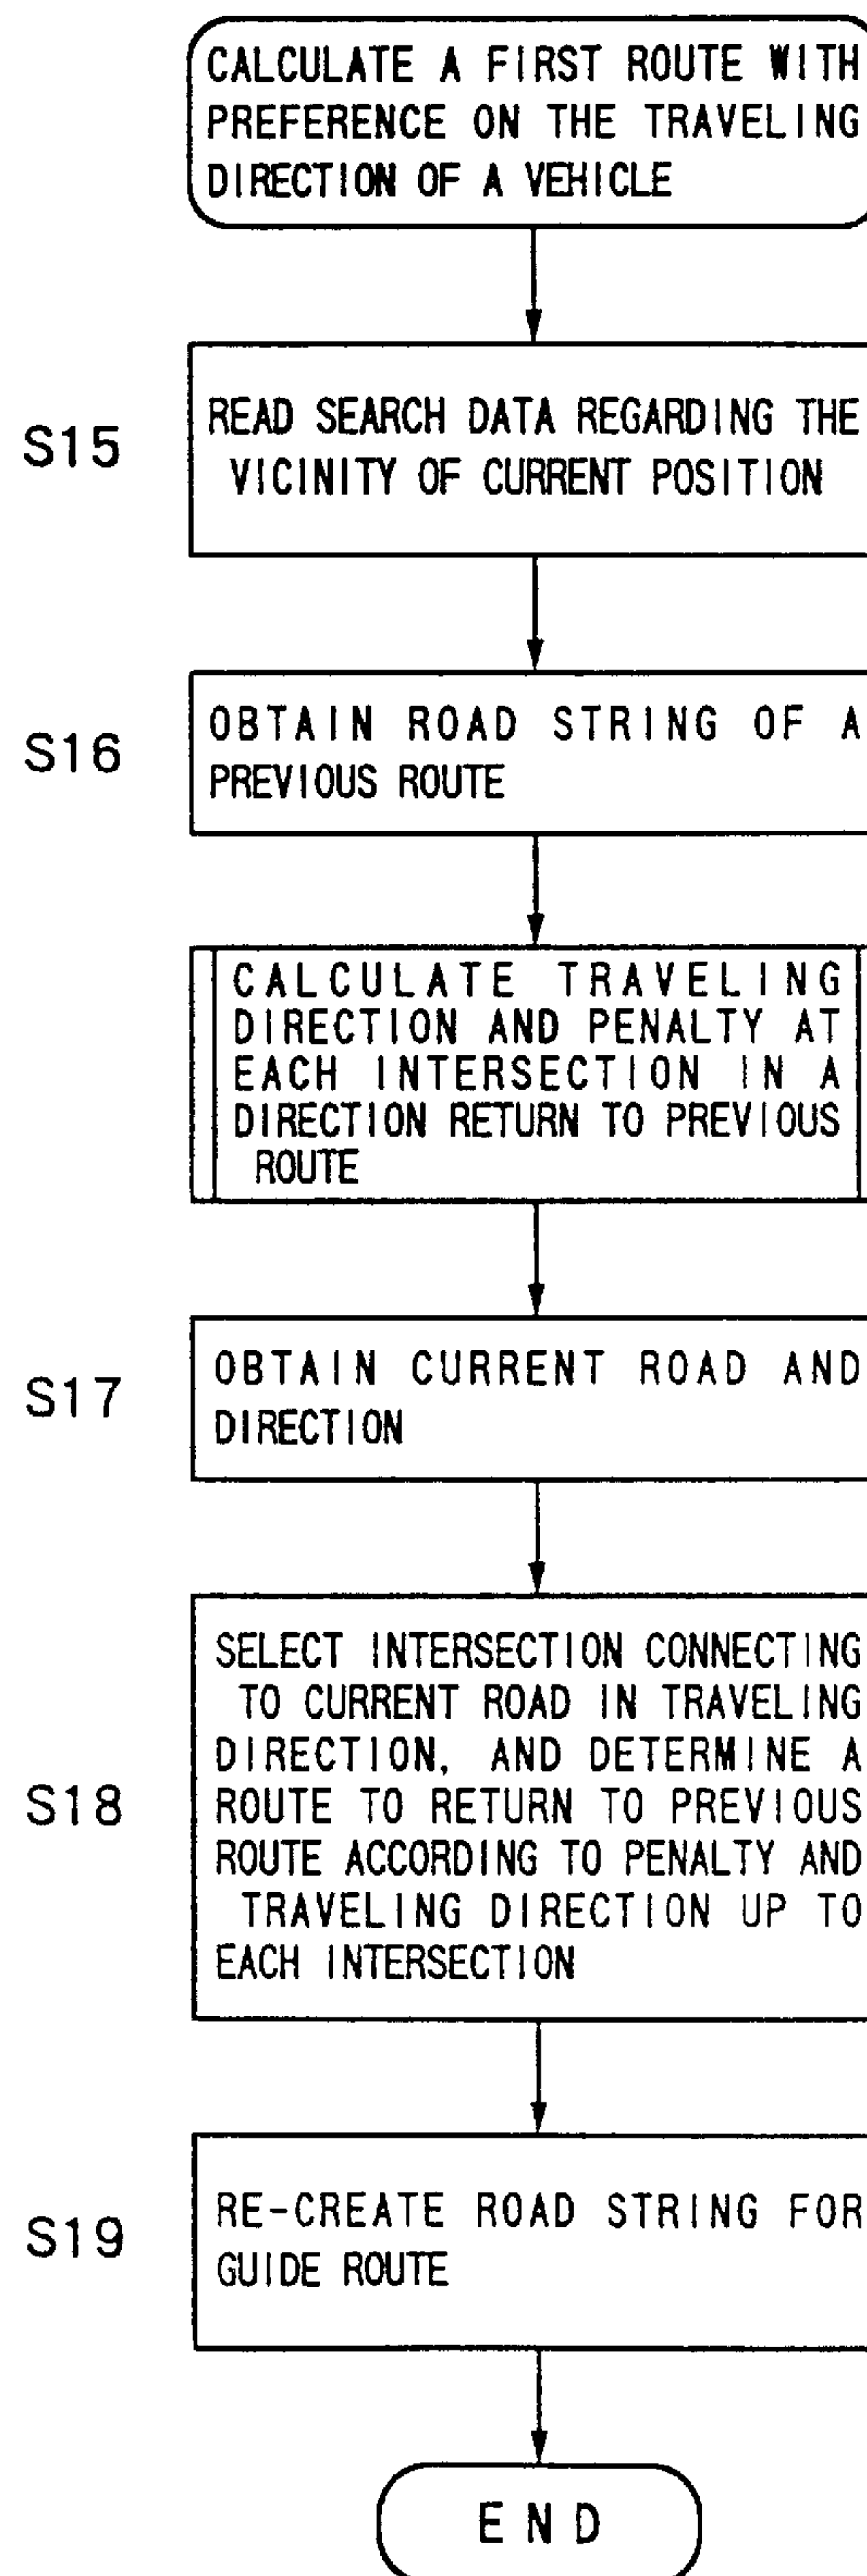 CALCULATE A FIRST ROUTE WITH
PREFERENCE ON THE TRAVELING
DIRECTION OF A VEHICLE
S15
READ SEARCH DATA REGARDING THE
VICINITY OF CURRENT POSITION
S16
OBTAIN ROAD STRING OF A
PREVIOUS ROUTE
CALCULATE TRAVELING
DIRECTION AND PENALTY AT
EACH INTERSECTION IN A
DIRECTION RETURN TO PREVIOUS
ROUTE
S17
OBTAIN CURRENT ROAD AND
DIRECTION
S18
SELECT INTERSECTION CONNECTING
TO CURRENT ROAD IN TRAVELING
DIRECTION, AND DETERMINE A
ROUTE TO RETURN TO PREVIOUS
ROUTE ACCORDING TO PENALTY AND
TRAVELING DIRECTION UP TO
EACH INTERSECTION
S19
RE-CREATE ROAD STRING FOR
GUIDE ROUTE
END